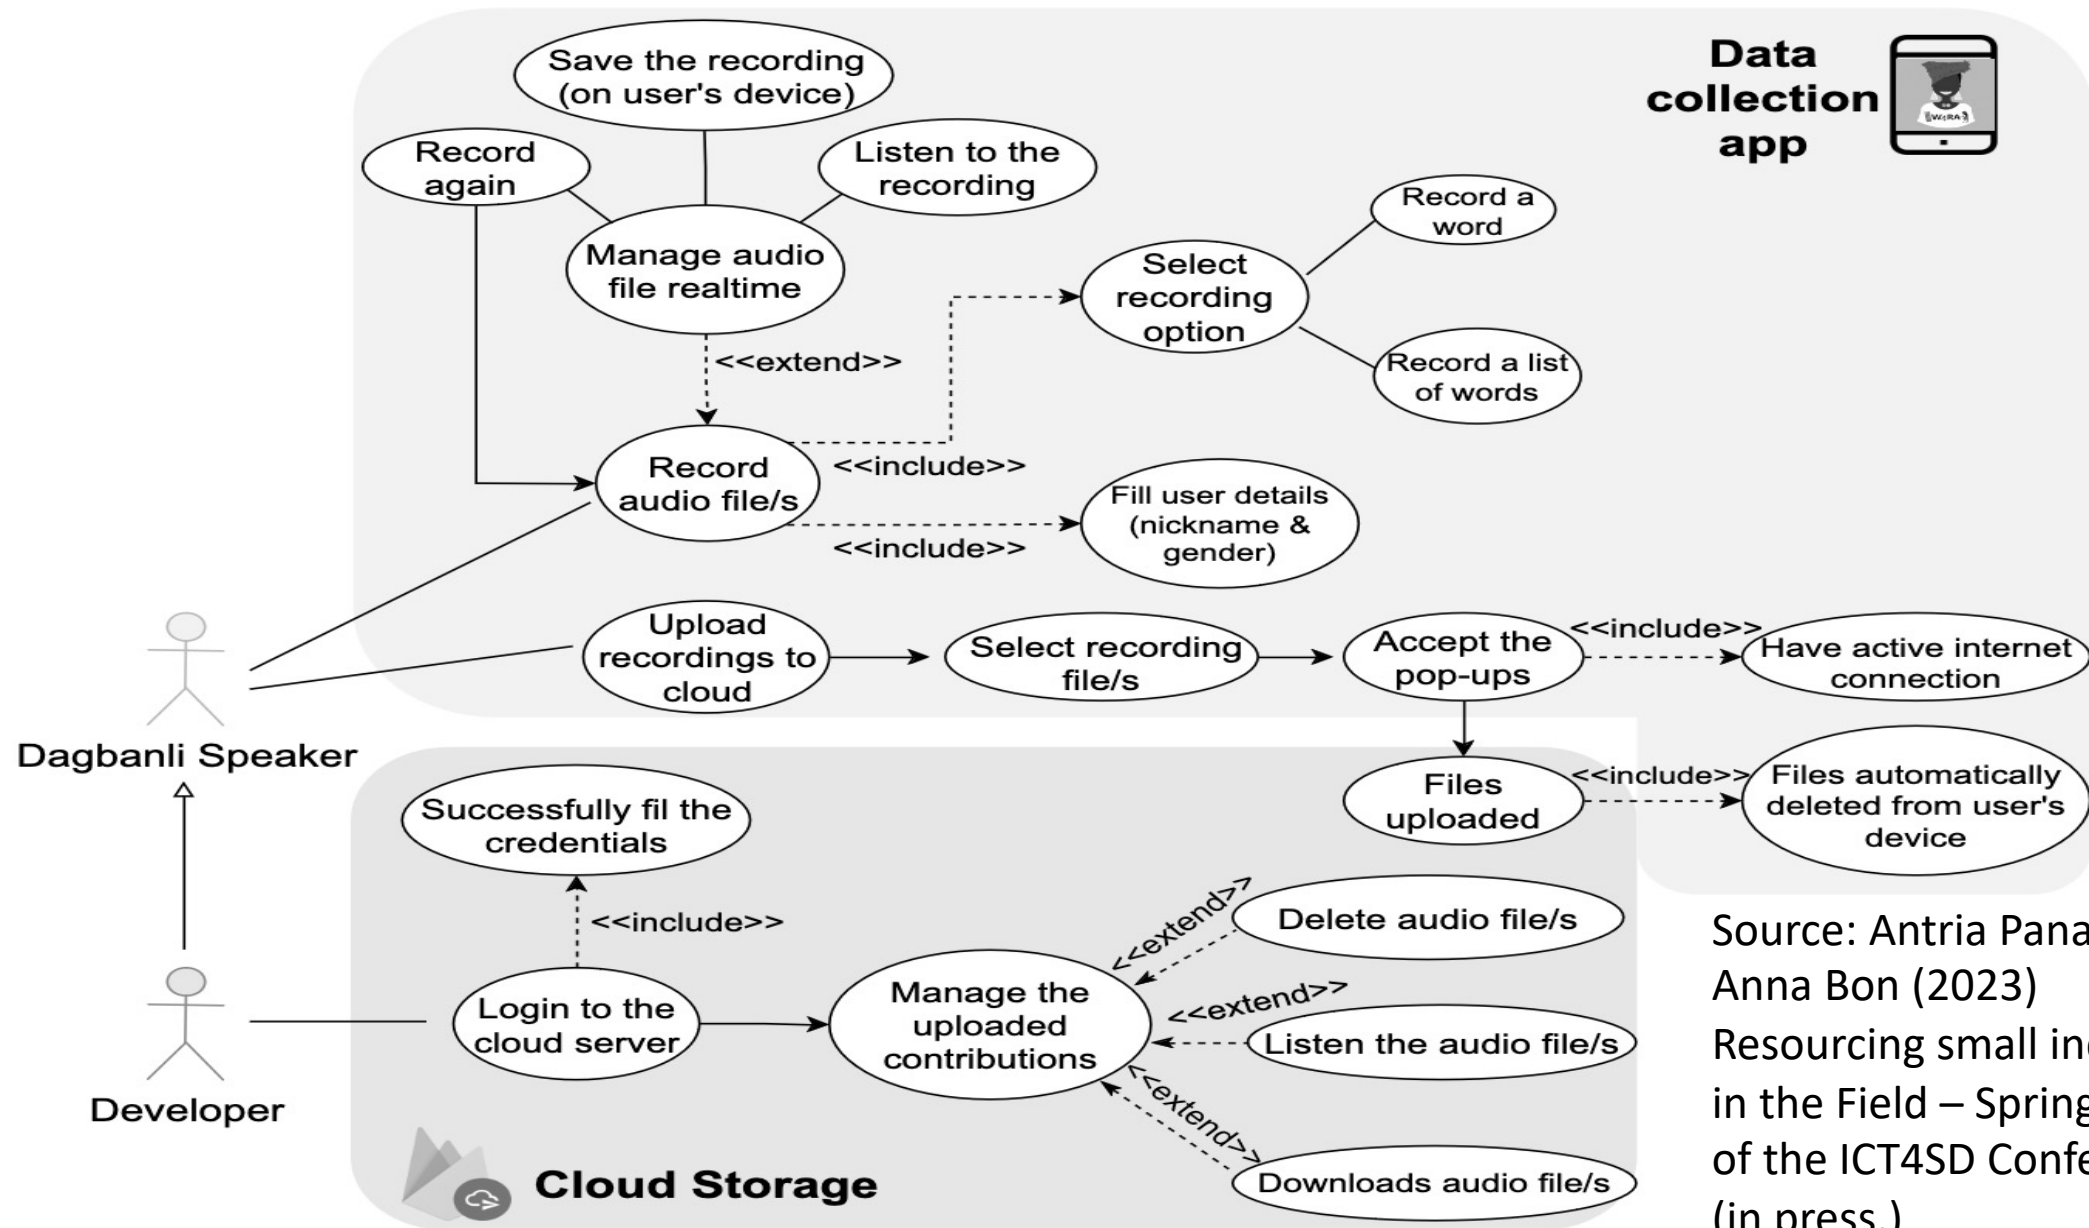 Data
collection
app
Save the recording
(on user's device)
Record
again
Listen to the
recording
Manage audio
file realtime
Select
recording
option
Record a
word
Record a list
of words
<<extend>>
Record
audio file/s
<<include>>
<<include>>
Fill user details
(nickname &
gender)
Upload
recordings to
cloud
Select recording
file/s
Accept the
pop-ups
<<include>>
Have active internet
connection
Dagbanli Speaker
Files
uploaded
<<include>>
Files automatically
deleted from user's
device
Successfully fil the
credentials
<<include>>
Login to the
cloud server
Manage the
uploaded
contributions
<<extend>>
Delete audio file/s
<<extend>>
Listen the audio file/s
<<extend>>
Downloads audio file/s
Developer
Cloud Storage
Source: Antria Pana
Anna Bon (2023)
Resourcing small in
in the Field – Spring
of the ICT4SD Confe
(in press.)